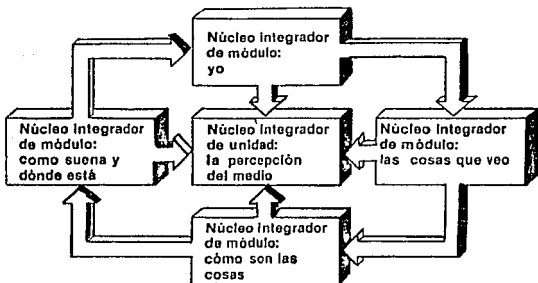 Núcleo integrador
de módulo:
yo
Núcleo integrador
de módulo:
como suena y
dónde está
Núcleo integrador
de unidad:
la percepción
del medio
Núcleo integrador
de módulo:
las cosas que veo
Núcleo integrador
de módulo:
cómo son las
cosas